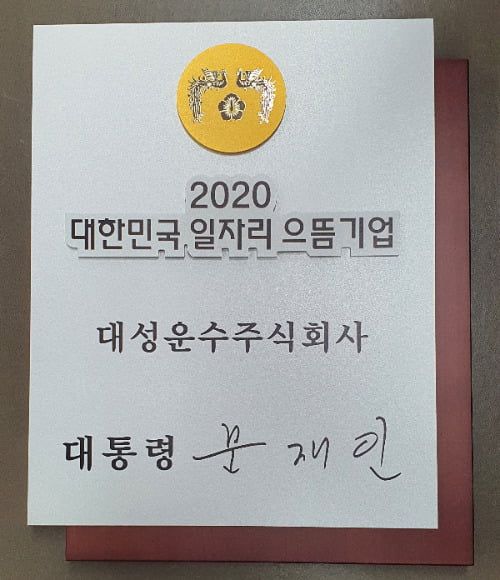 2020
대한민국 일자리 으뜸기업
대성운수주식회사
대통령 문재인